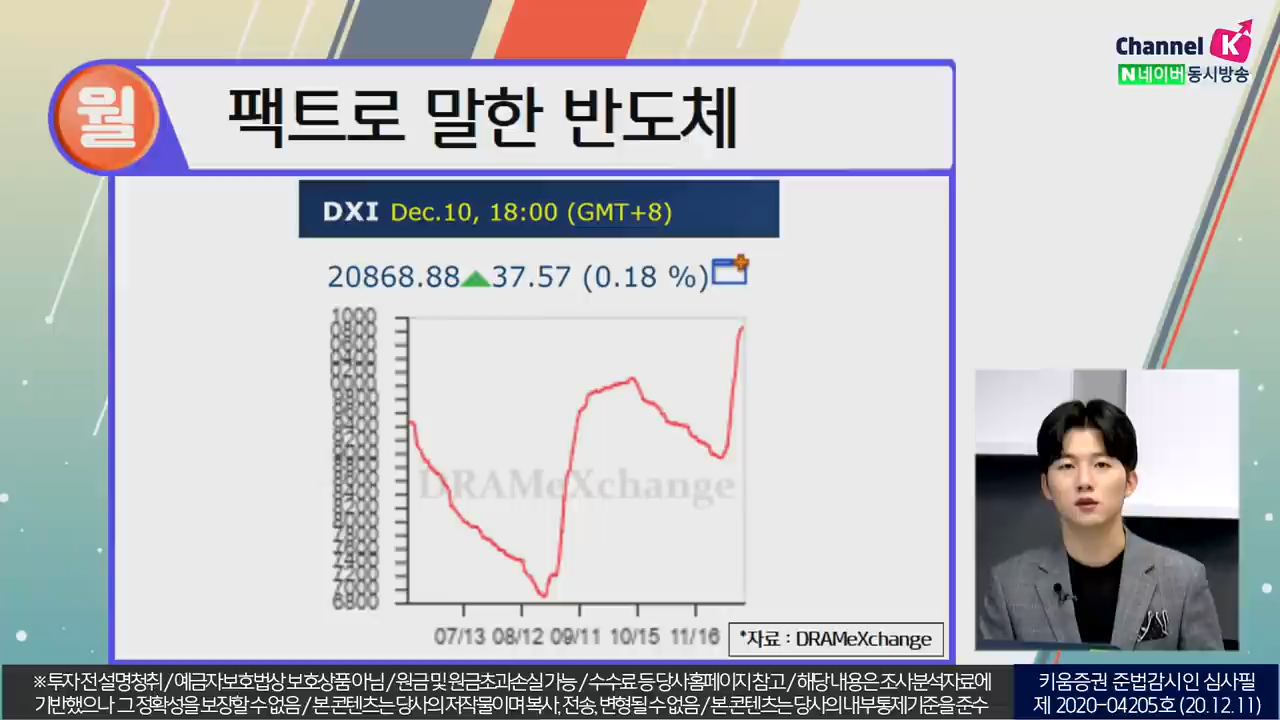 Channel K
N 네이버 동시방송
월
팩트로 말한 반도체
DXI Dec.10, 18:00 (GMT+8)
20868.88▲37.57 (0.18 %)
DRAMeXchange
6800
07/13 08/12 09/11 10/15 11/16
*자료 : DRAMeXchange
※ 투자 전 설명청취 / 예금자보호법상 보호상품 아님 / 원금 및 원금초과손실 가능 / 수수료 등 당사홈페이지 참고 / 해당 내용은 조사분석자료에
기반했으나 그 정확성을 보장할 수 없음 / 본 콘텐츠는 당사의 저작물이며 복사, 전송, 변형될 수 없음 / 본 콘텐츠는 당사의 내부통제기준을 준수
키움증권 준법감시인 심사필
제 2020-04205호 (20.12.11)